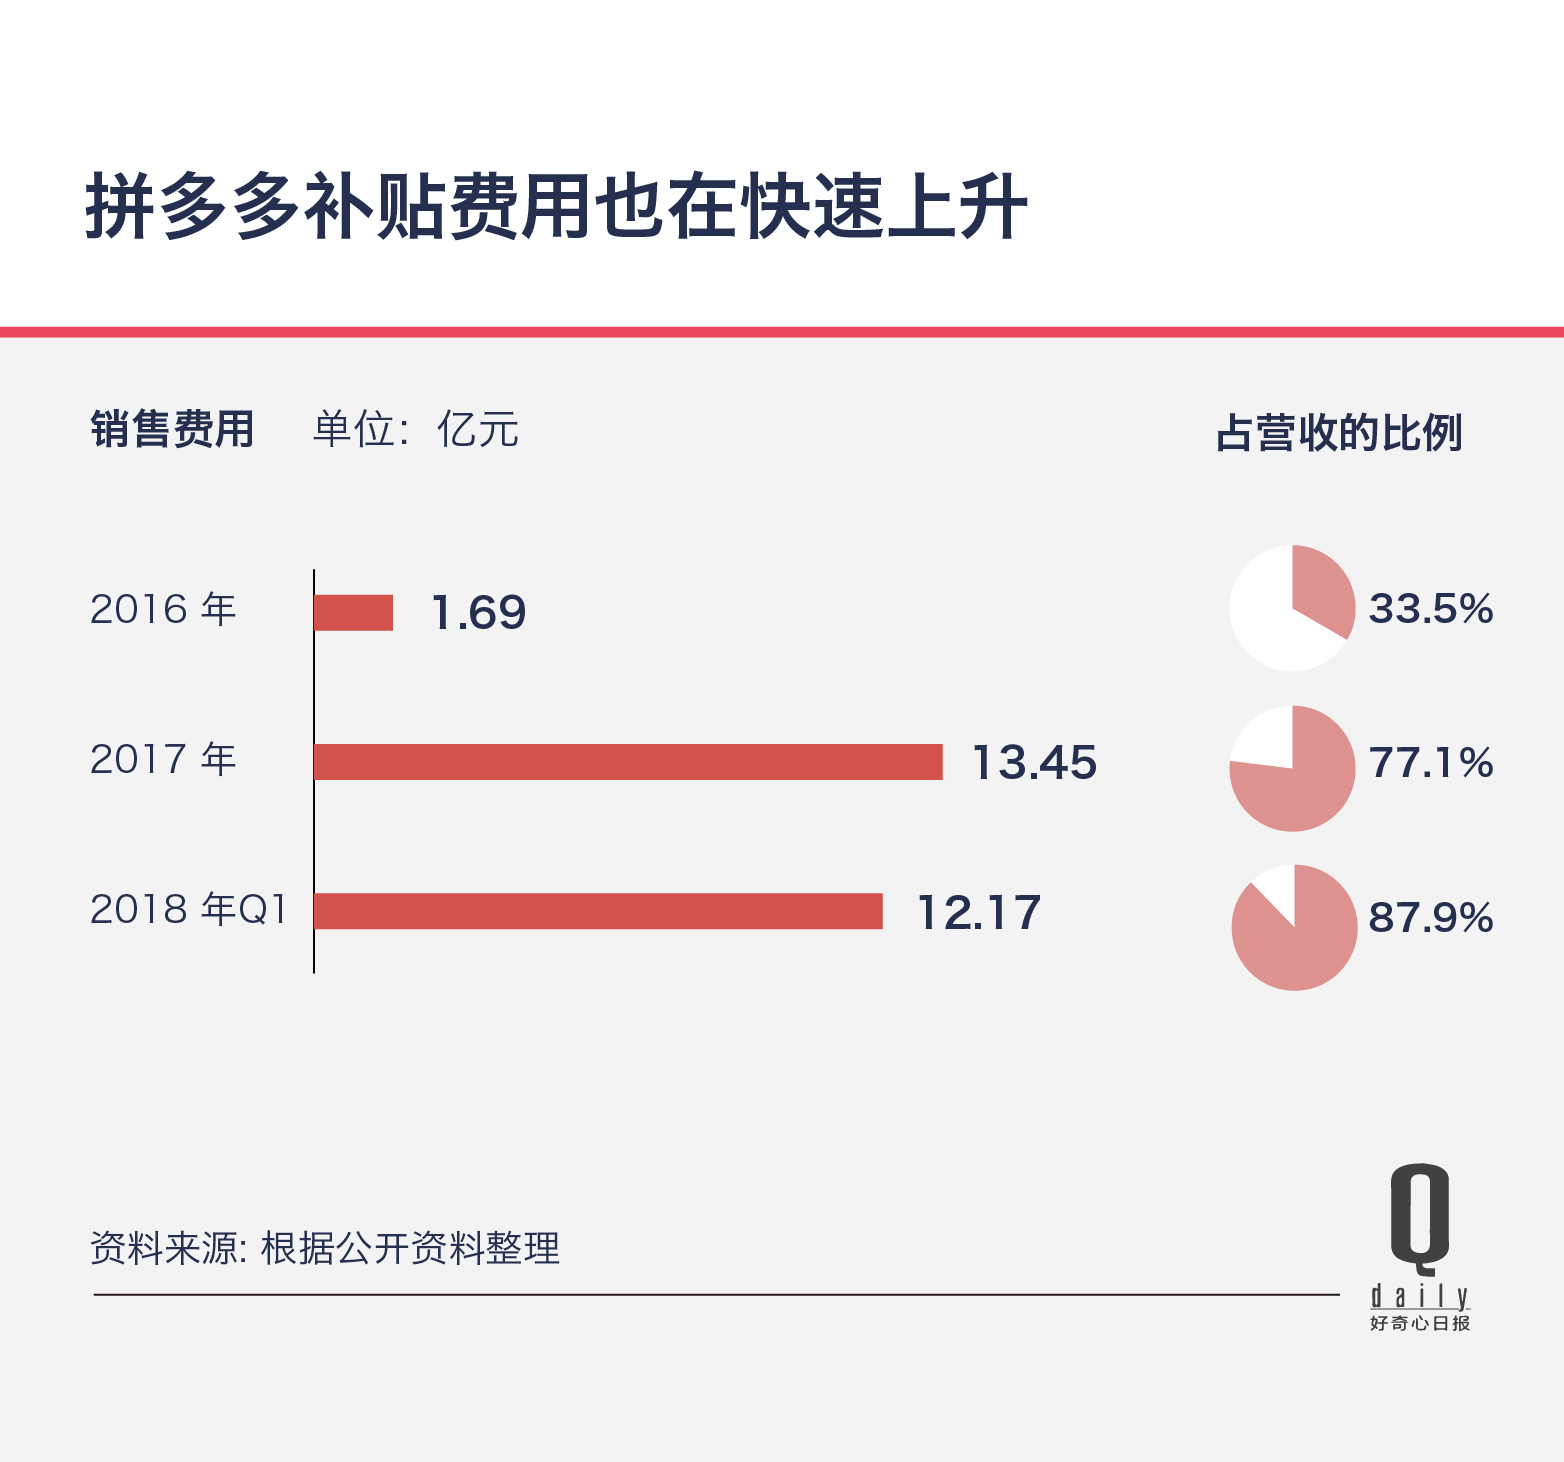 拼多多补贴费用也在快速上升
销售费用 单位：亿元 占营收的比例
2016 年 1.69 33.5%
2017 年 13.45 77.1%
2018 年Q1 12.17 87.9%
资料来源: 根据公开资料整理
Q
daily
好奇心日报